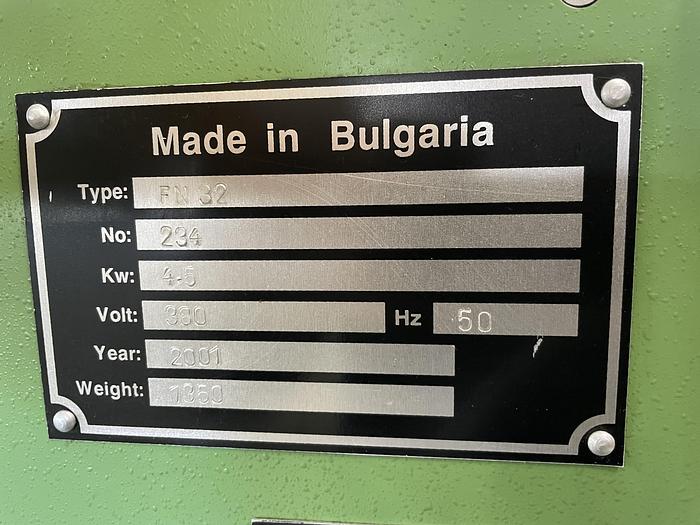 Made in Bulgaria
Type: FN 32
No: 234
Kw: 4.5
Volt: 380 Hz 50
Year: 2001
Weight: 1350